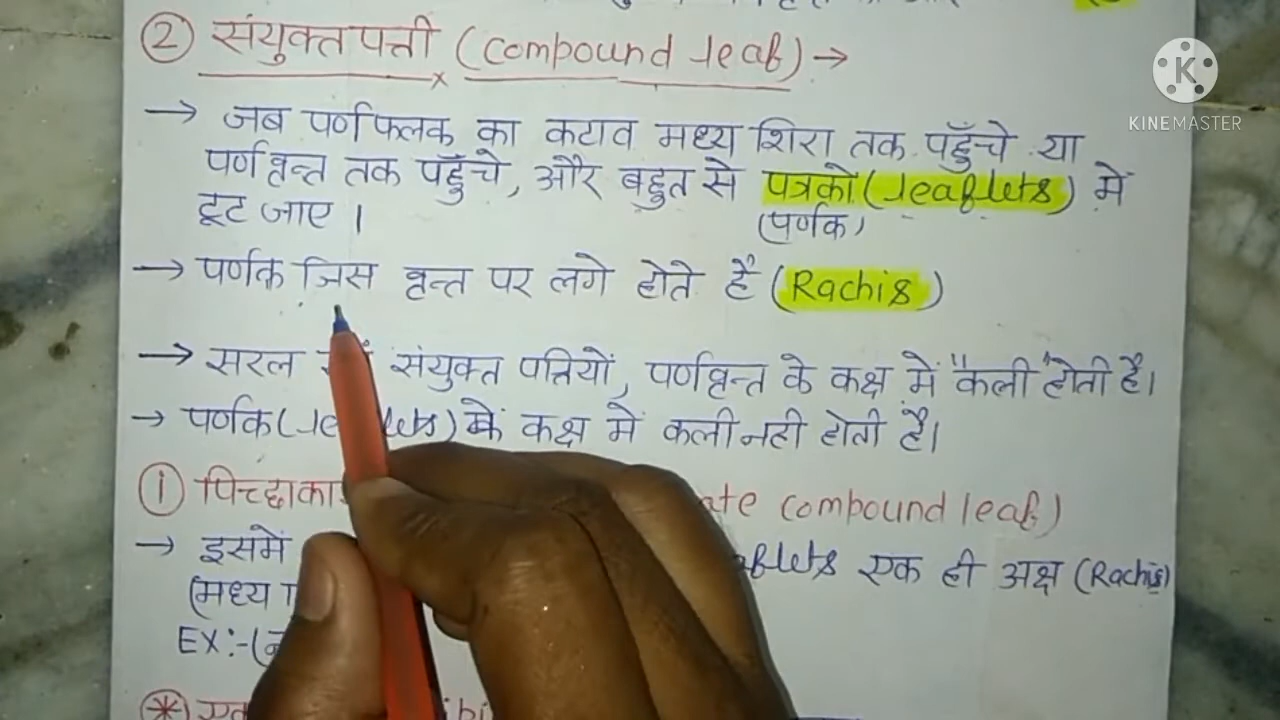 ② संयुक्त पत्ती (Compound leaf) →
KINEMASTER
→ जब पर्णफलक का कटाव मध्य शिरा तक पहुँचे या
पर्णवृन्त तक पहुँचे, और बहुत से पत्रको (leaflets) में
(पर्णक)
टूट जाए ।
→ पर्णक जिस वृन्त पर लगे होते है (Rachis)
→ सरल संयुक्त पत्तियों, पर्णवृन्त के कक्ष में "कली" होती है।
→ पर्णक (leaflets) के कक्ष में कली नही होती है।
① compound leaf)
→ इसमें एक ही अक्ष (Rachis)
(मध्य
EX:-(